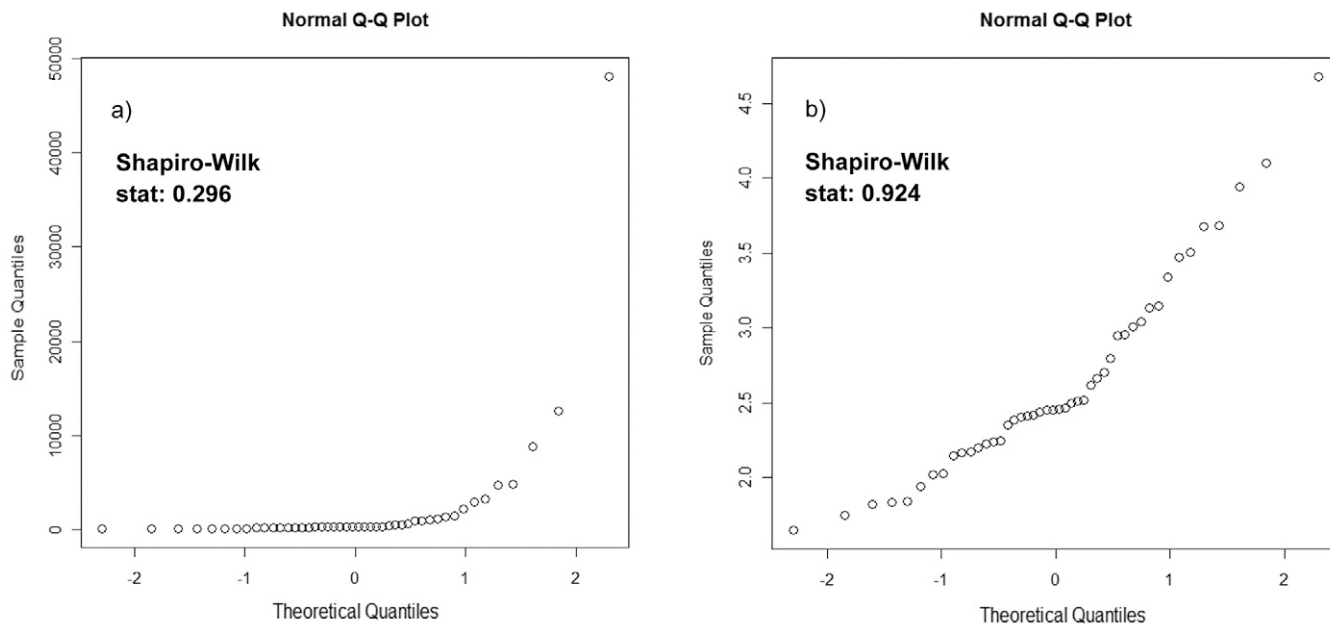 Normal Q-Q Plot
a)
Shapiro-Wilk
stat: 0.296
Sample Quantiles
50000
40000
30000
20000
10000
0
-2 -1 0 1 2
Theoretical Quantiles
Normal Q-Q Plot
b)
Shapiro-Wilk
stat: 0.924
Sample Quantiles
4.5
4.0
3.5
3.0
2.5
2.0
-2 -1 0 1 2
Theoretical Quantiles